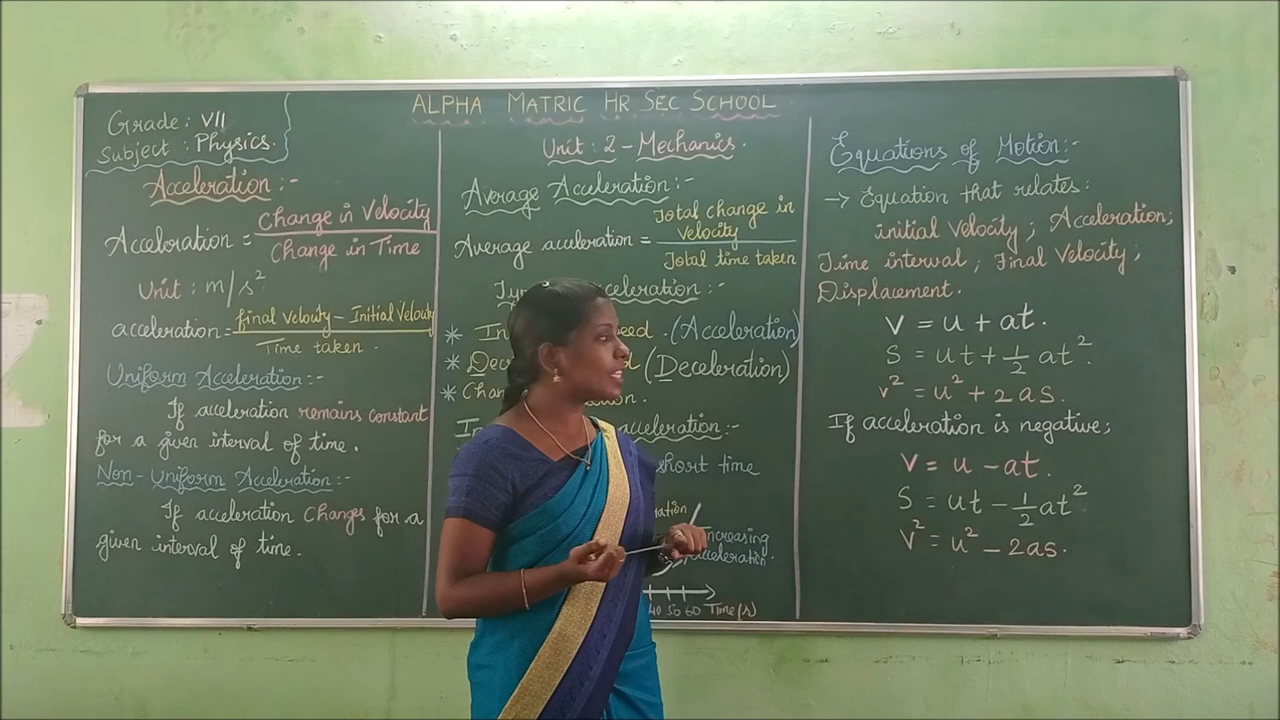 ALPHA MATRIC HR SEC SCHOOL
Grade : VII
Subject : Physics.
Acceleration :-
Acceleration = Change in Velocity
Change in Time
Unit : m/s²
acceleration = final velocity - Initial Velocity
Time taken .
Uniform Acceleration :-
If acceleration remains constant
for a given interval of time .
Non-Uniform Acceleration :-
If acceleration Changes for a
given interval of time .
Unit : 2 - Mechanics .
Average Acceleration :-
Average acceleration = Total change in
Velocity
Total time taken
:-
* . (Acceleration)
* (Deceleration)
*
acceleration :-
short time
increasing
acceleration .
40 50 60 Time(s)
Equations of Motion :-
→ Equation that relates :
initial Velocity ; Acceleration ;
Time interval ; Final Velocity ;
Displacement .
V = u + at .
S = ut + 1/2 at²
v² = u² + 2as .
If acceleration is negative ;
V = u - at .
S = ut - 1/2 at²
V² = u² - 2as .